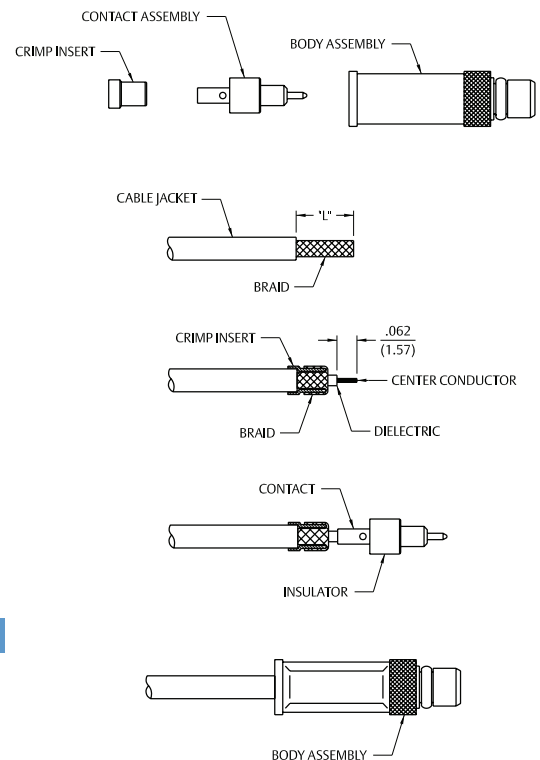 CONTACT ASSEMBLY
BODY ASSEMBLY
CRIMP INSERT
CABLE JACKET
"L"
BRAID
CRIMP INSERT
.062
(1.57)
CENTER CONDUCTOR
BRAID
DIELECTRIC
CONTACT
INSULATOR
BODY ASSEMBLY